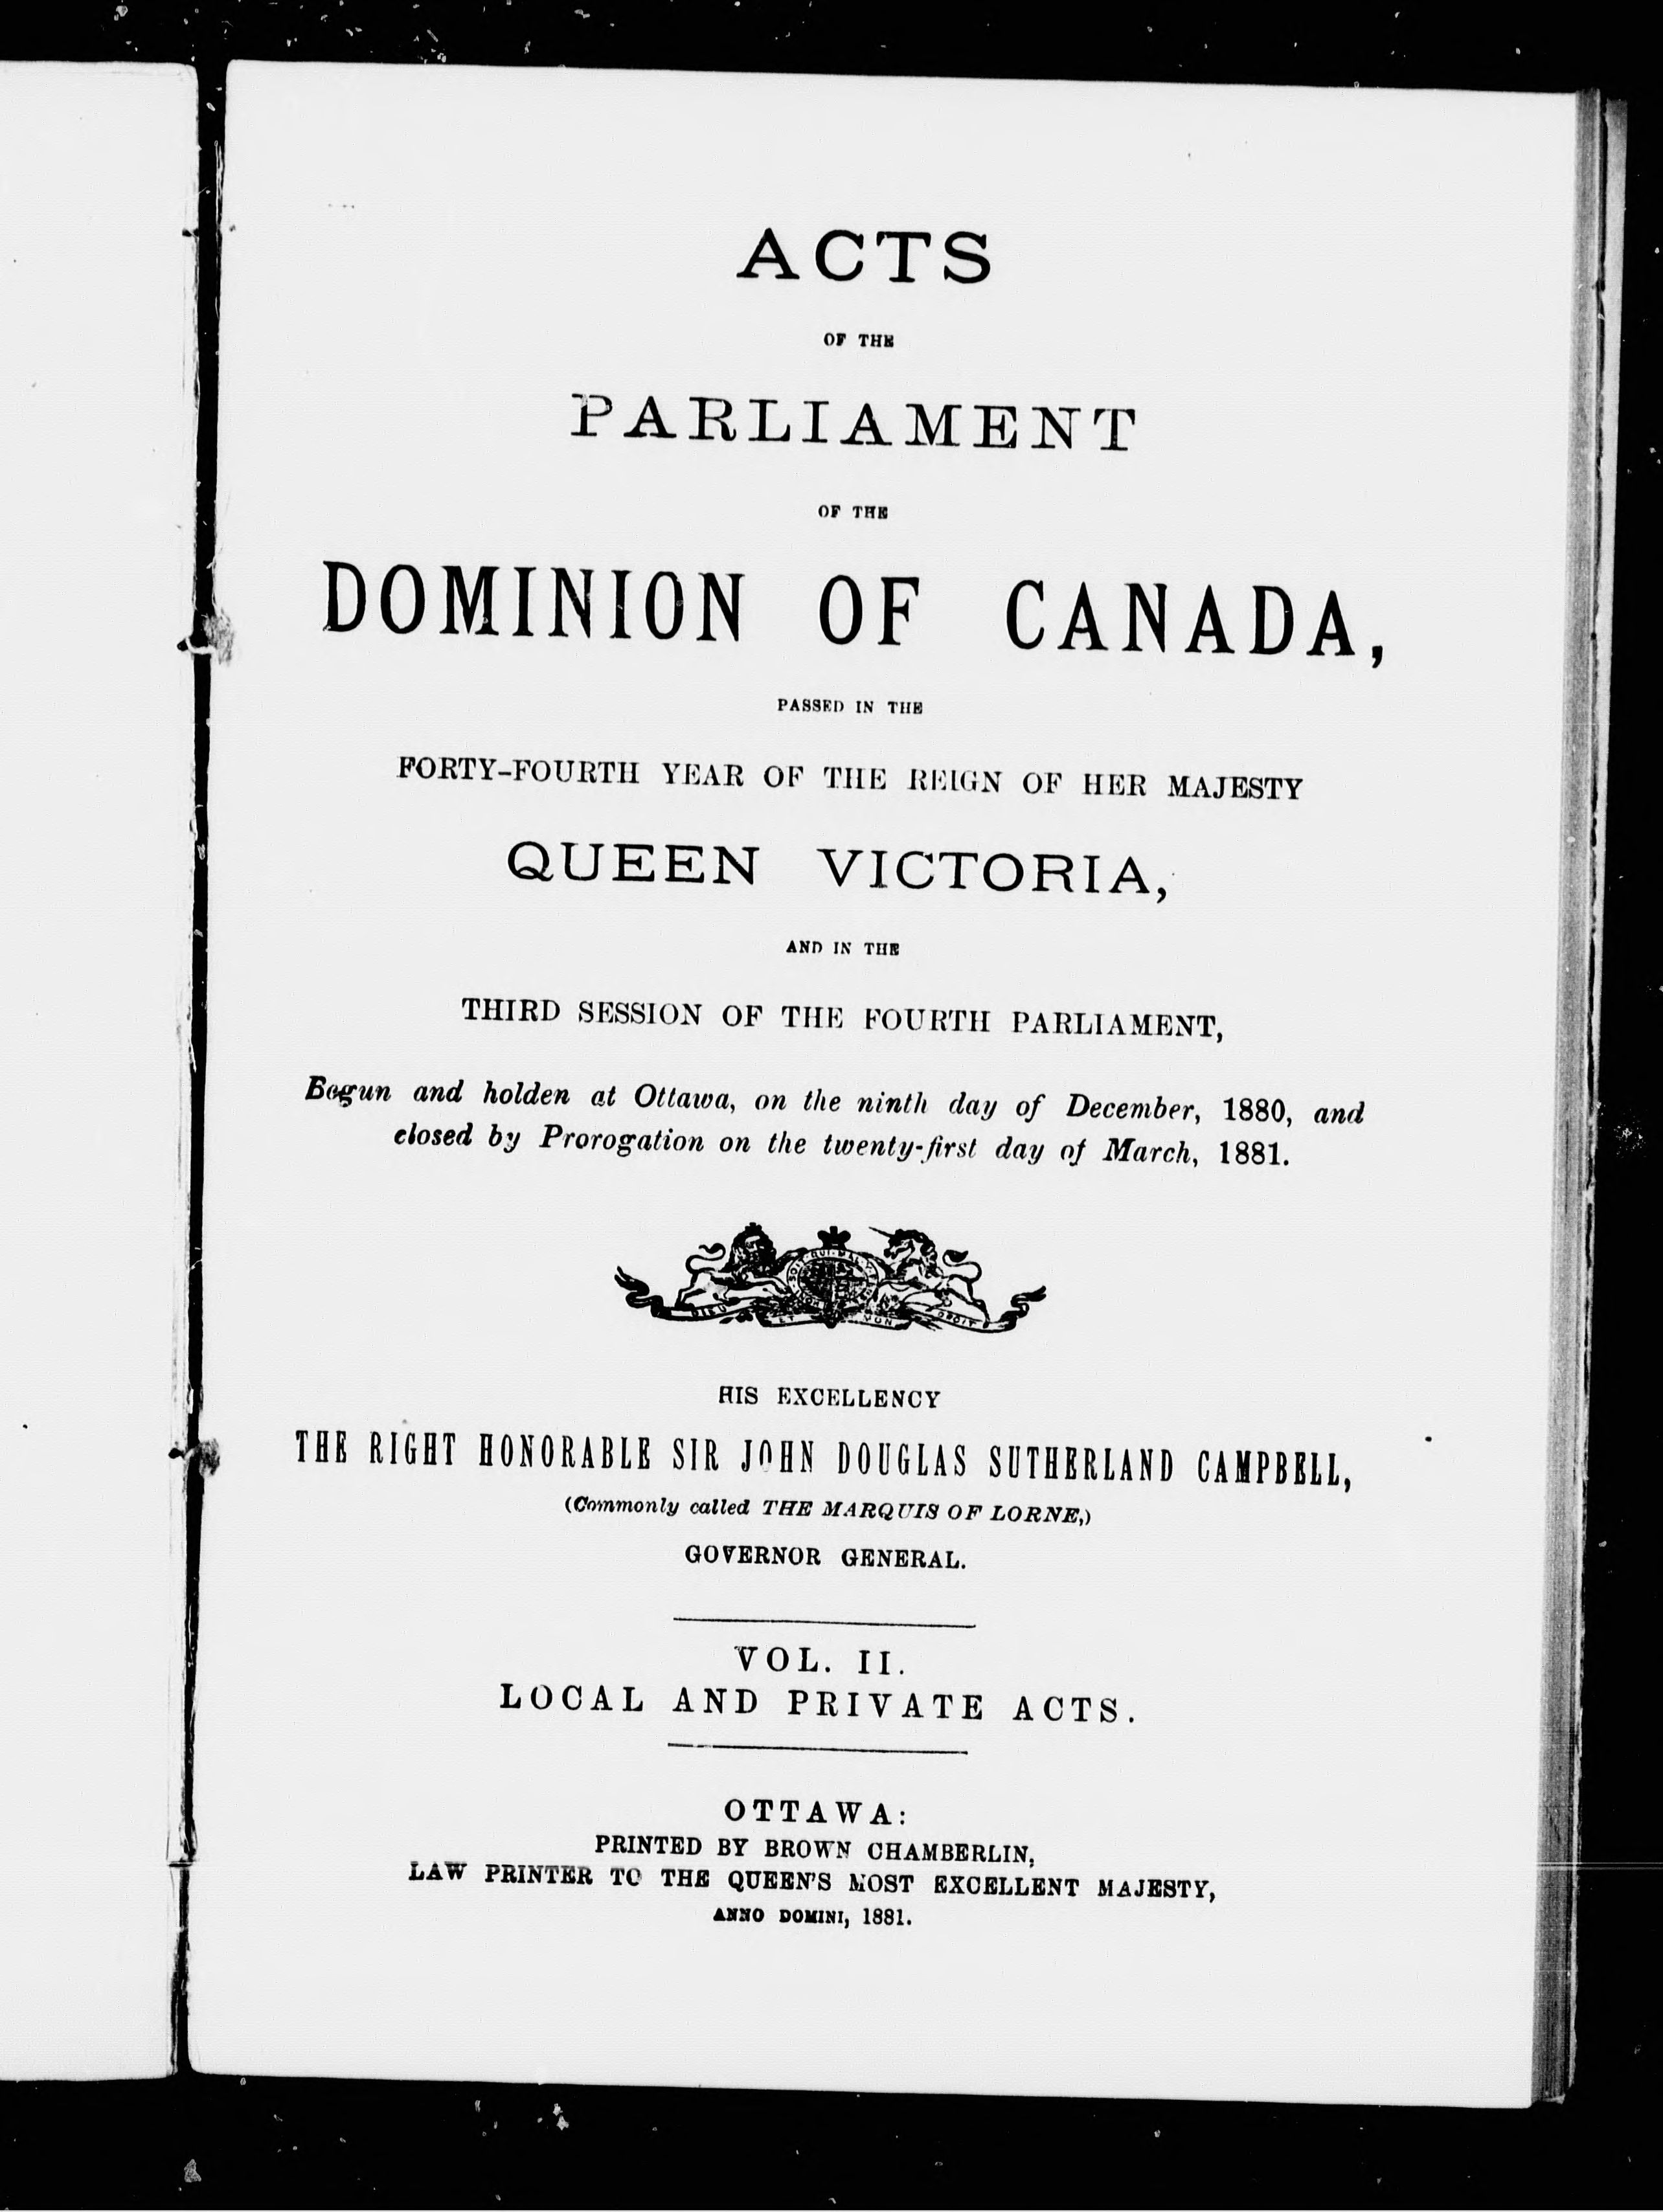 ACTS
OF THE
PARLIAMENT
OF THE
DOMINION OF CANADA,
PASSED IN THE
FORTY-FOURTH YEAR OF THE REIGN OF HER MAJESTY
QUEEN VICTORIA,
AND IN THE
THIRD SESSION OF THE FOURTH PARLIAMENT,
Begun and holden at Ottawa, on the ninth day of December, 1880, and
closed by Prorogation on the twenty-first day of March, 1881.
DIEU ET MON DROIT
HIS EXCELLENCY
THE RIGHT HONORABLE SIR JOHN DOUGLAS SUTHERLAND CAMPBELL,
(Commonly called THE MARQUIS OF LORNE,)
GOVERNOR GENERAL.
VOL. II.
LOCAL AND PRIVATE ACTS.
OTTAWA:
PRINTED BY BROWN CHAMBERLIN,
LAW PRINTER TO THE QUEEN'S MOST EXCELLENT MAJESTY,
ANNO DOMINI, 1881.